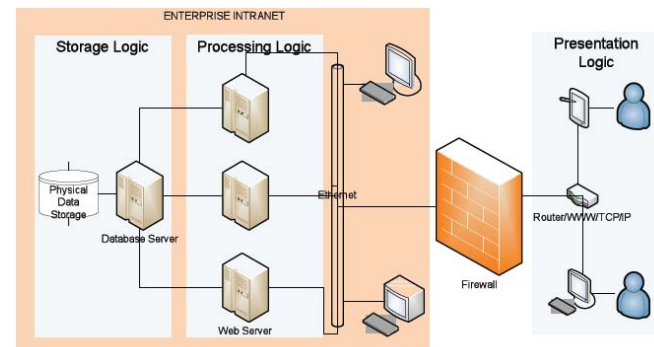 ENTERPRISE INTRANET
Storage Logic
Processing Logic
Presentation
Logic
Physical
Data
Storage
Database Server
Ethernet
Router/WWW/TCP/IP
Firewall
Web Server